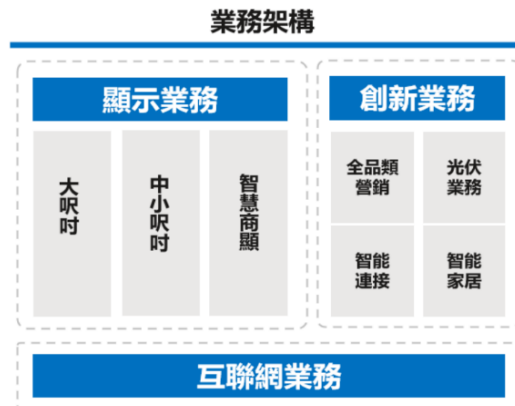 業務架構
顯示業務
大呎吋
中小呎吋
智慧商顯
創新業務
全品類
營銷
光伏
業務
智能
連接
智能
家居
互聯網業務